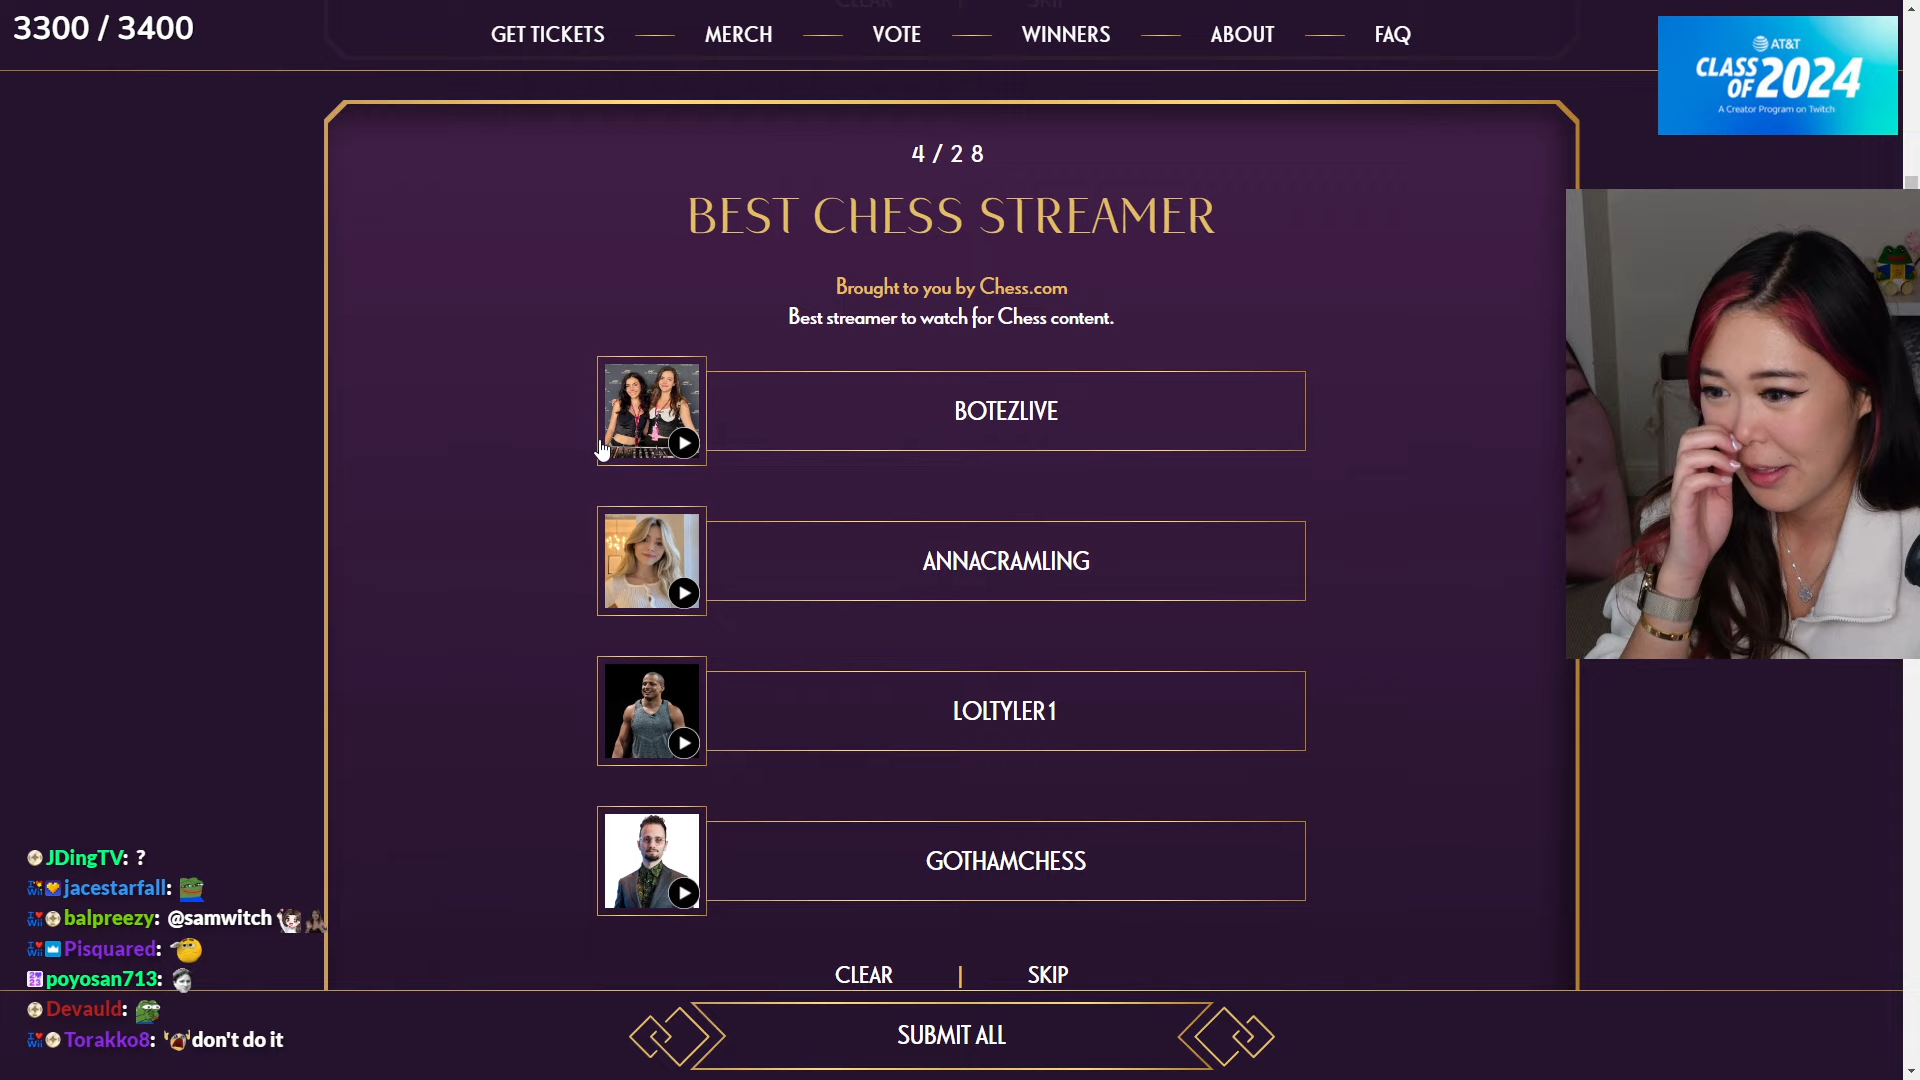 3300 / 3400
GET TICKETS
MERCH
VOTE
WINNERS
ABOUT
FAQ
AT&T
CLASS OF 2024
A Creator Program on Twitch
4/28
BEST CHESS STREAMER
Brought to you by Chess.com
Best streamer to watch for Chess content.
BOTEZLIVE
ANNACRAMLING
LOLTYLER1
GOTHAMCHESS
CLEAR | SKIP
SUBMIT ALL
JDingTV: ?
jacestarfall:
balpreezy: @samwitch
Pisquared:
poyosan713:
Devauld:
Torakko8: don't do it